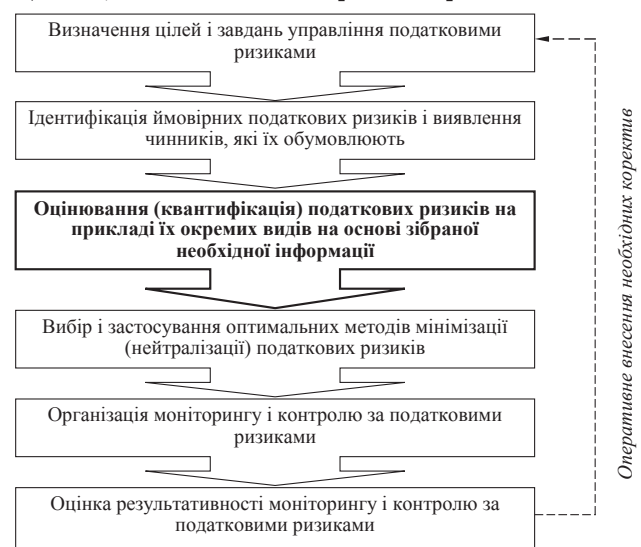 Визначення цілей і завдань управління податковими
ризиками
Ідентифікація ймовірних податкових ризиків і виявлення
чинників, які їх обумовлюють
Оцінювання (квантифікація) податкових ризиків на
прикладі їх окремих видів на основі зібраної
необхідної інформації
Вибір і застосування оптимальних методів мінімізації
(нейтралізації) податкових ризиків
Організація моніторингу і контролю за податковими
ризиками
Оцінка результативності моніторингу і контролю за
податковими ризиками
Оперативне внесення необхідних коректив